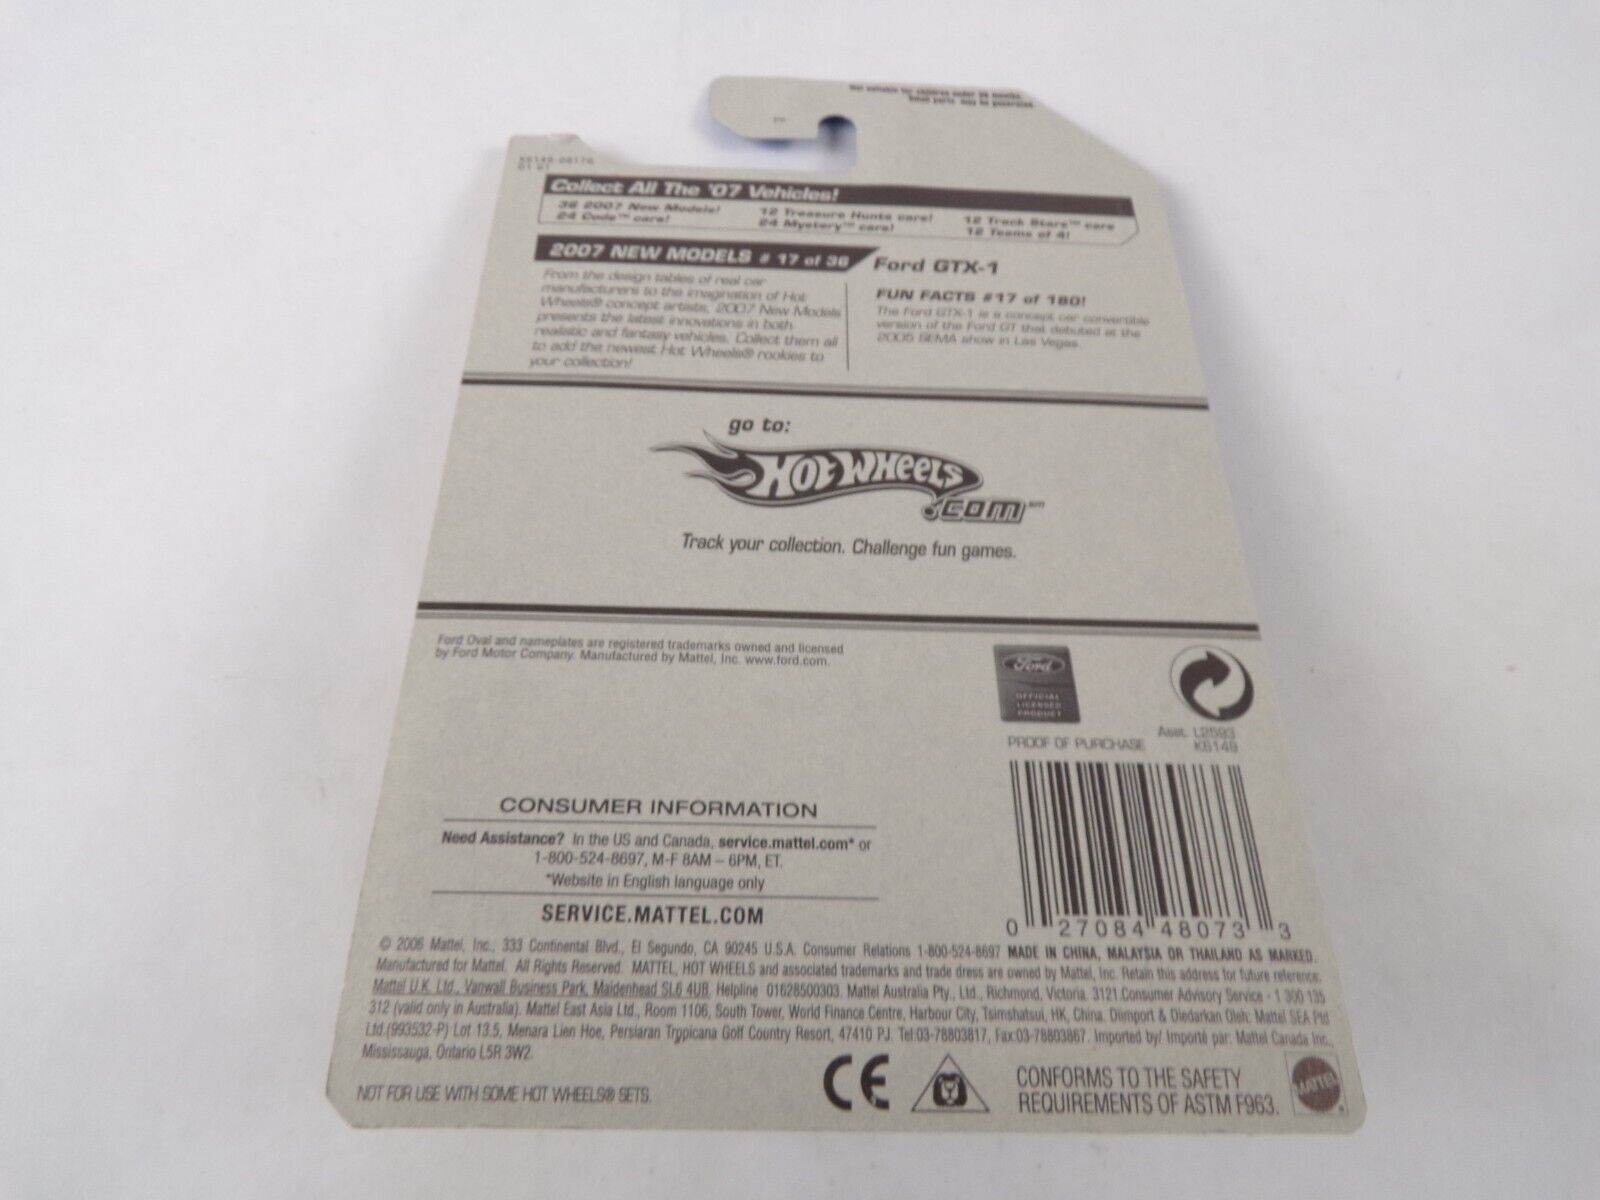 Not suitable for children under 36 months.
Small parts may be generated.
01 01
Collect All The '07 Vehicles!
36 2007 New Models!
24 Code™ cars!
12 Treasure Hunts cars!
24 Mystery™ cars!
12 Track Stars™ cars
12 Teams of 4!
2007 NEW MODELS # 17 of 36
From the design tables of real car
manufacturers to the imagination of Hot
Wheels® concept artists, 2007 New Models
presents the latest innovations in both
realistic and fantasy vehicles. Collect them all
to add the newest Hot Wheels® rookies to
your collection!
Ford GTX-1
FUN FACTS #17 of 180!
The Ford GTX-1 is a concept car convertible
version of the Ford GT that debuted at the
2005 SEMA show in Las Vegas.
go to:
HOT WHEELS
.COM℠
Track your collection. Challenge fun games.
Ford Oval and nameplates are registered trademarks owned and licensed
by Ford Motor Company. Manufactured by Mattel, Inc. www.ford.com.
Ford
OFFICIAL
LICENSED
PRODUCT
PROOF OF PURCHASE
Asst. L2593
K6149
0 27084 48073 3
CONSUMER INFORMATION
Need Assistance? In the US and Canada, service.mattel.com* or
1-800-524-8697, M-F 8AM – 6PM, ET.
*Website in English language only
SERVICE.MATTEL.COM
© 2006 Mattel, Inc., 333 Continental Blvd., El Segundo, CA 90245 U.S.A. Consumer Relations 1-800-524-8697 MADE IN CHINA, MALAYSIA OR THAILAND AS MARKED.
Manufactured for Mattel. All Rights Reserved. MATTEL, HOT WHEELS and associated trademarks and trade dress are owned by Mattel, Inc. Retain this address for future reference.
Mattel U.K. Ltd., Vanwall Business Park, Maidenhead SL6 4UB. Helpline 01628500303. Mattel Australia Pty., Ltd., Richmond, Victoria. 3121.Consumer Advisory Service - 1 300 135
312 (valid only in Australia). Mattel East Asia Ltd., Room 1106, South Tower, World Finance Centre, Harbour City, Tsimshatsui, HK, China. Diimport & Diedarkan Oleh: Mattel SEA Ptd
Ltd.(993532-P) Lot 13.5, Menara Lien Hoe, Persiaran Tropicana Golf Country Resort, 47410 PJ. Tel:03-78803817, Fax:03-78803867. Imported by/ Importé par: Mattel Canada Inc.,
Mississauga, Ontario L5R 3W2.
NOT FOR USE WITH SOME HOT WHEELS® SETS.
CE
CONFORMS TO THE SAFETY
REQUIREMENTS OF ASTM F963.
MATTEL
®